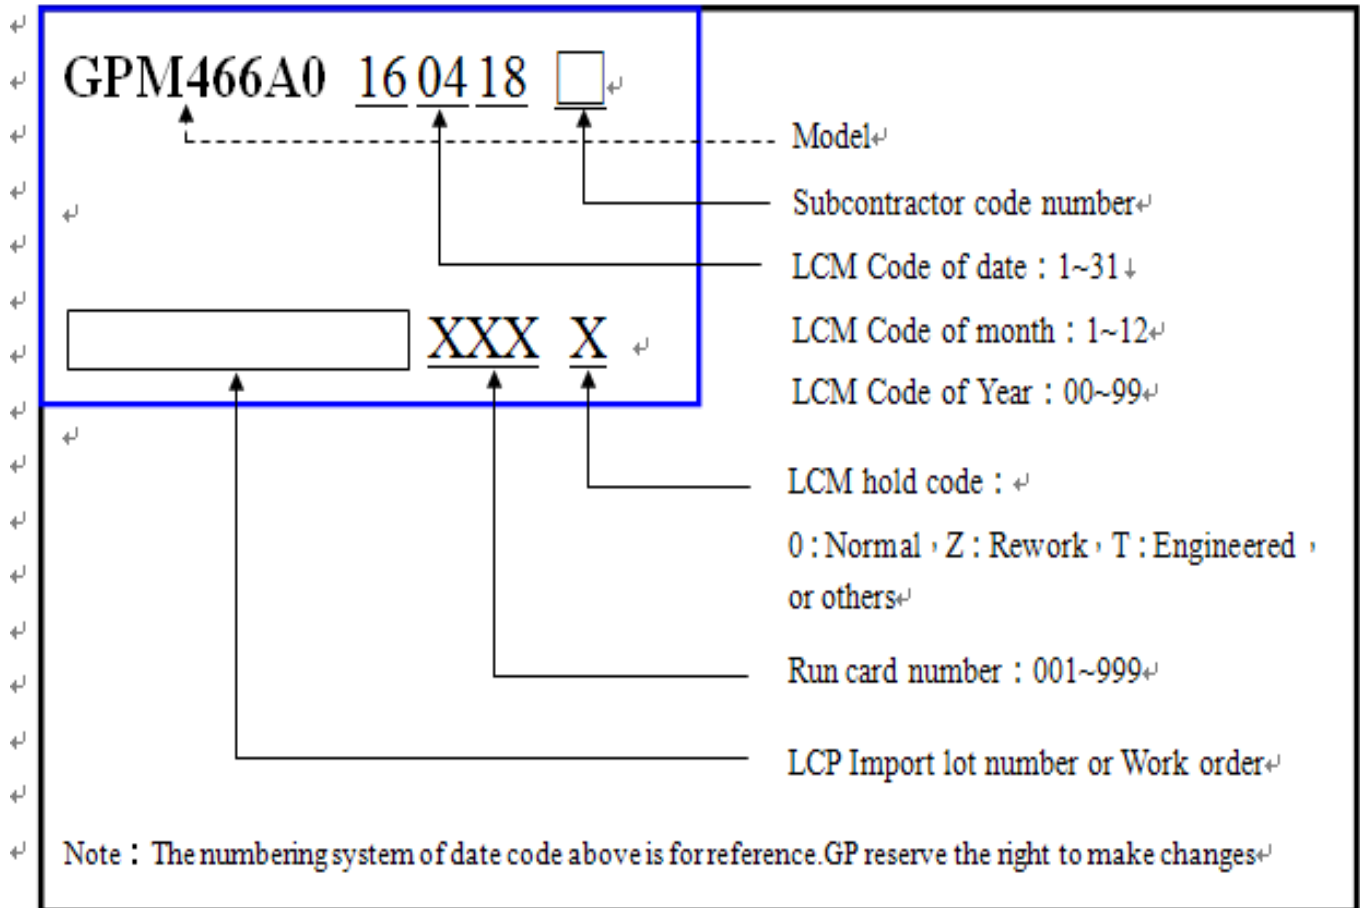 GPM466A0 16 04 18 □
Model
Subcontractor code number
LCM Code of date：1~31
XXX X
LCM Code of month：1~12
LCM Code of Year：00~99
LCM hold code：
0：Normal，Z：Rework，T：Engineered，
or others
Run card number：001~999
LCP Import lot number or Work order
Note：The numbering system of date code above is for reference.GP reserve the right to make changes